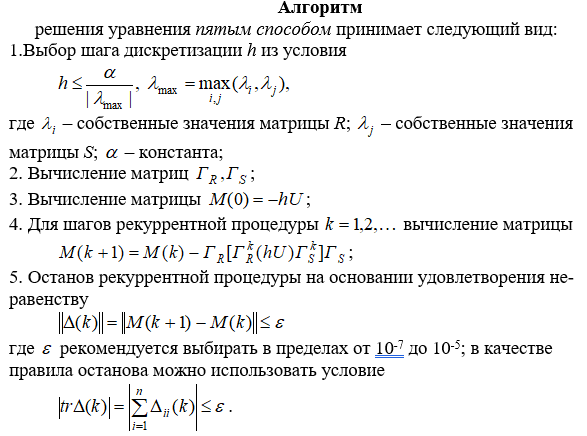 Алгоритм
решения уравнения пятым способом принимает следующий вид:
1.Выбор шага дискретизации h из условия
h ≤ α / | λmax | , λmax = max i,j (λi , λj ),
где λi – собственные значения матрицы R; λj – собственные значения
матрицы S; α – константа;
2. Вычисление матриц ΓR , ΓS ;
3. Вычисление матрицы M(0) = –hU ;
4. Для шагов рекуррентной процедуры k = 1,2,… вычисление матрицы
M(k + 1) = M(k) – ΓR[ΓR^k (hU)ΓS^k ]ΓS ;
5. Останов рекуррентной процедуры на основании удовлетворения не-
равенству
||Δ(k)|| = ||M(k + 1) – M(k)|| ≤ ε
где ε рекомендуется выбирать в пределах от 10^-7 до 10^-5; в качестве
правила останова можно использовать условие
|trΔ(k)| = |∑ i=1 n Δii (k)| ≤ ε .